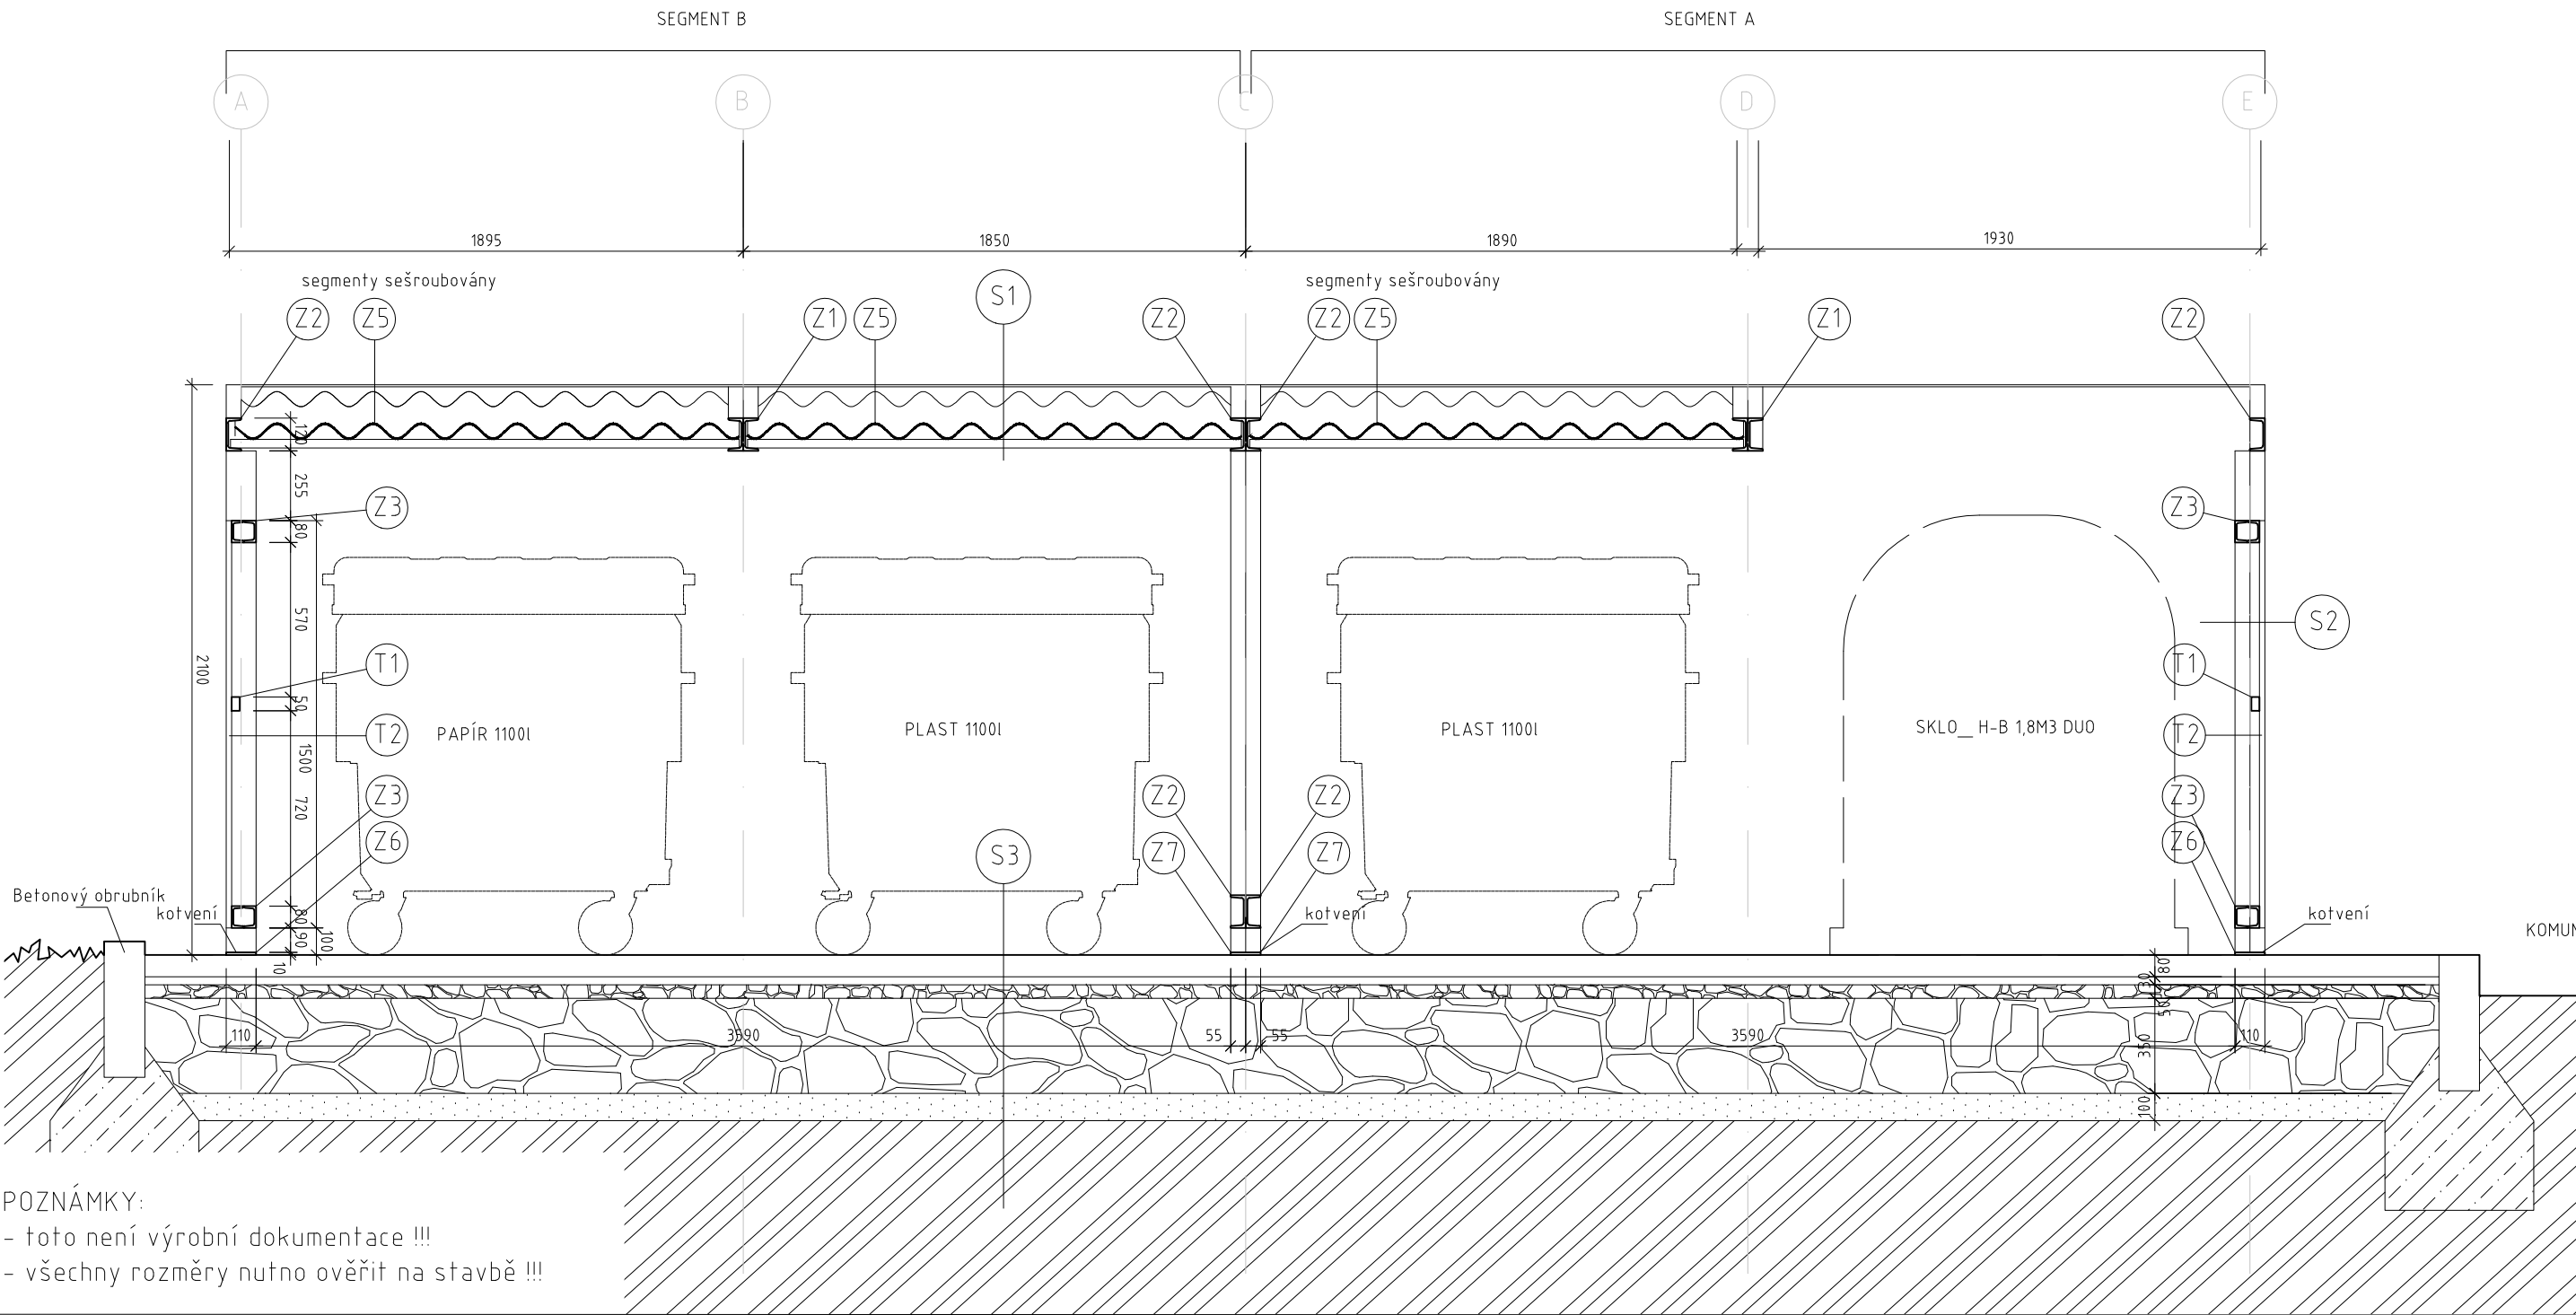 SEGMENT B
SEGMENT A
A
B
C
D
E
1895
1850
1890
1930
segmenty sešroubovány
segmenty sešroubovány
S1
Z2
Z5
Z1
Z5
Z2
Z2
Z5
Z1
Z2
120
255
Z3
80
Z3
570
S2
2100
T1
T1
50
T2
PAPÍR 1100l
PLAST 1100l
PLAST 1100l
SKLO_ H-B 1,8M3 DUO
T2
1500
720
Z3
Z2
Z2
Z3
Z6
S3
Z7
Z7
Z6
Betonový obrubník
kotvení
80
90
100
10
kotvení
kotvení
KOMUN
80
30
50
110
3590
55
55
3590
350
110
100
POZNÁMKY:
- toto není výrobní dokumentace !!!
- všechny rozměry nutno ověřit na stavbě !!!